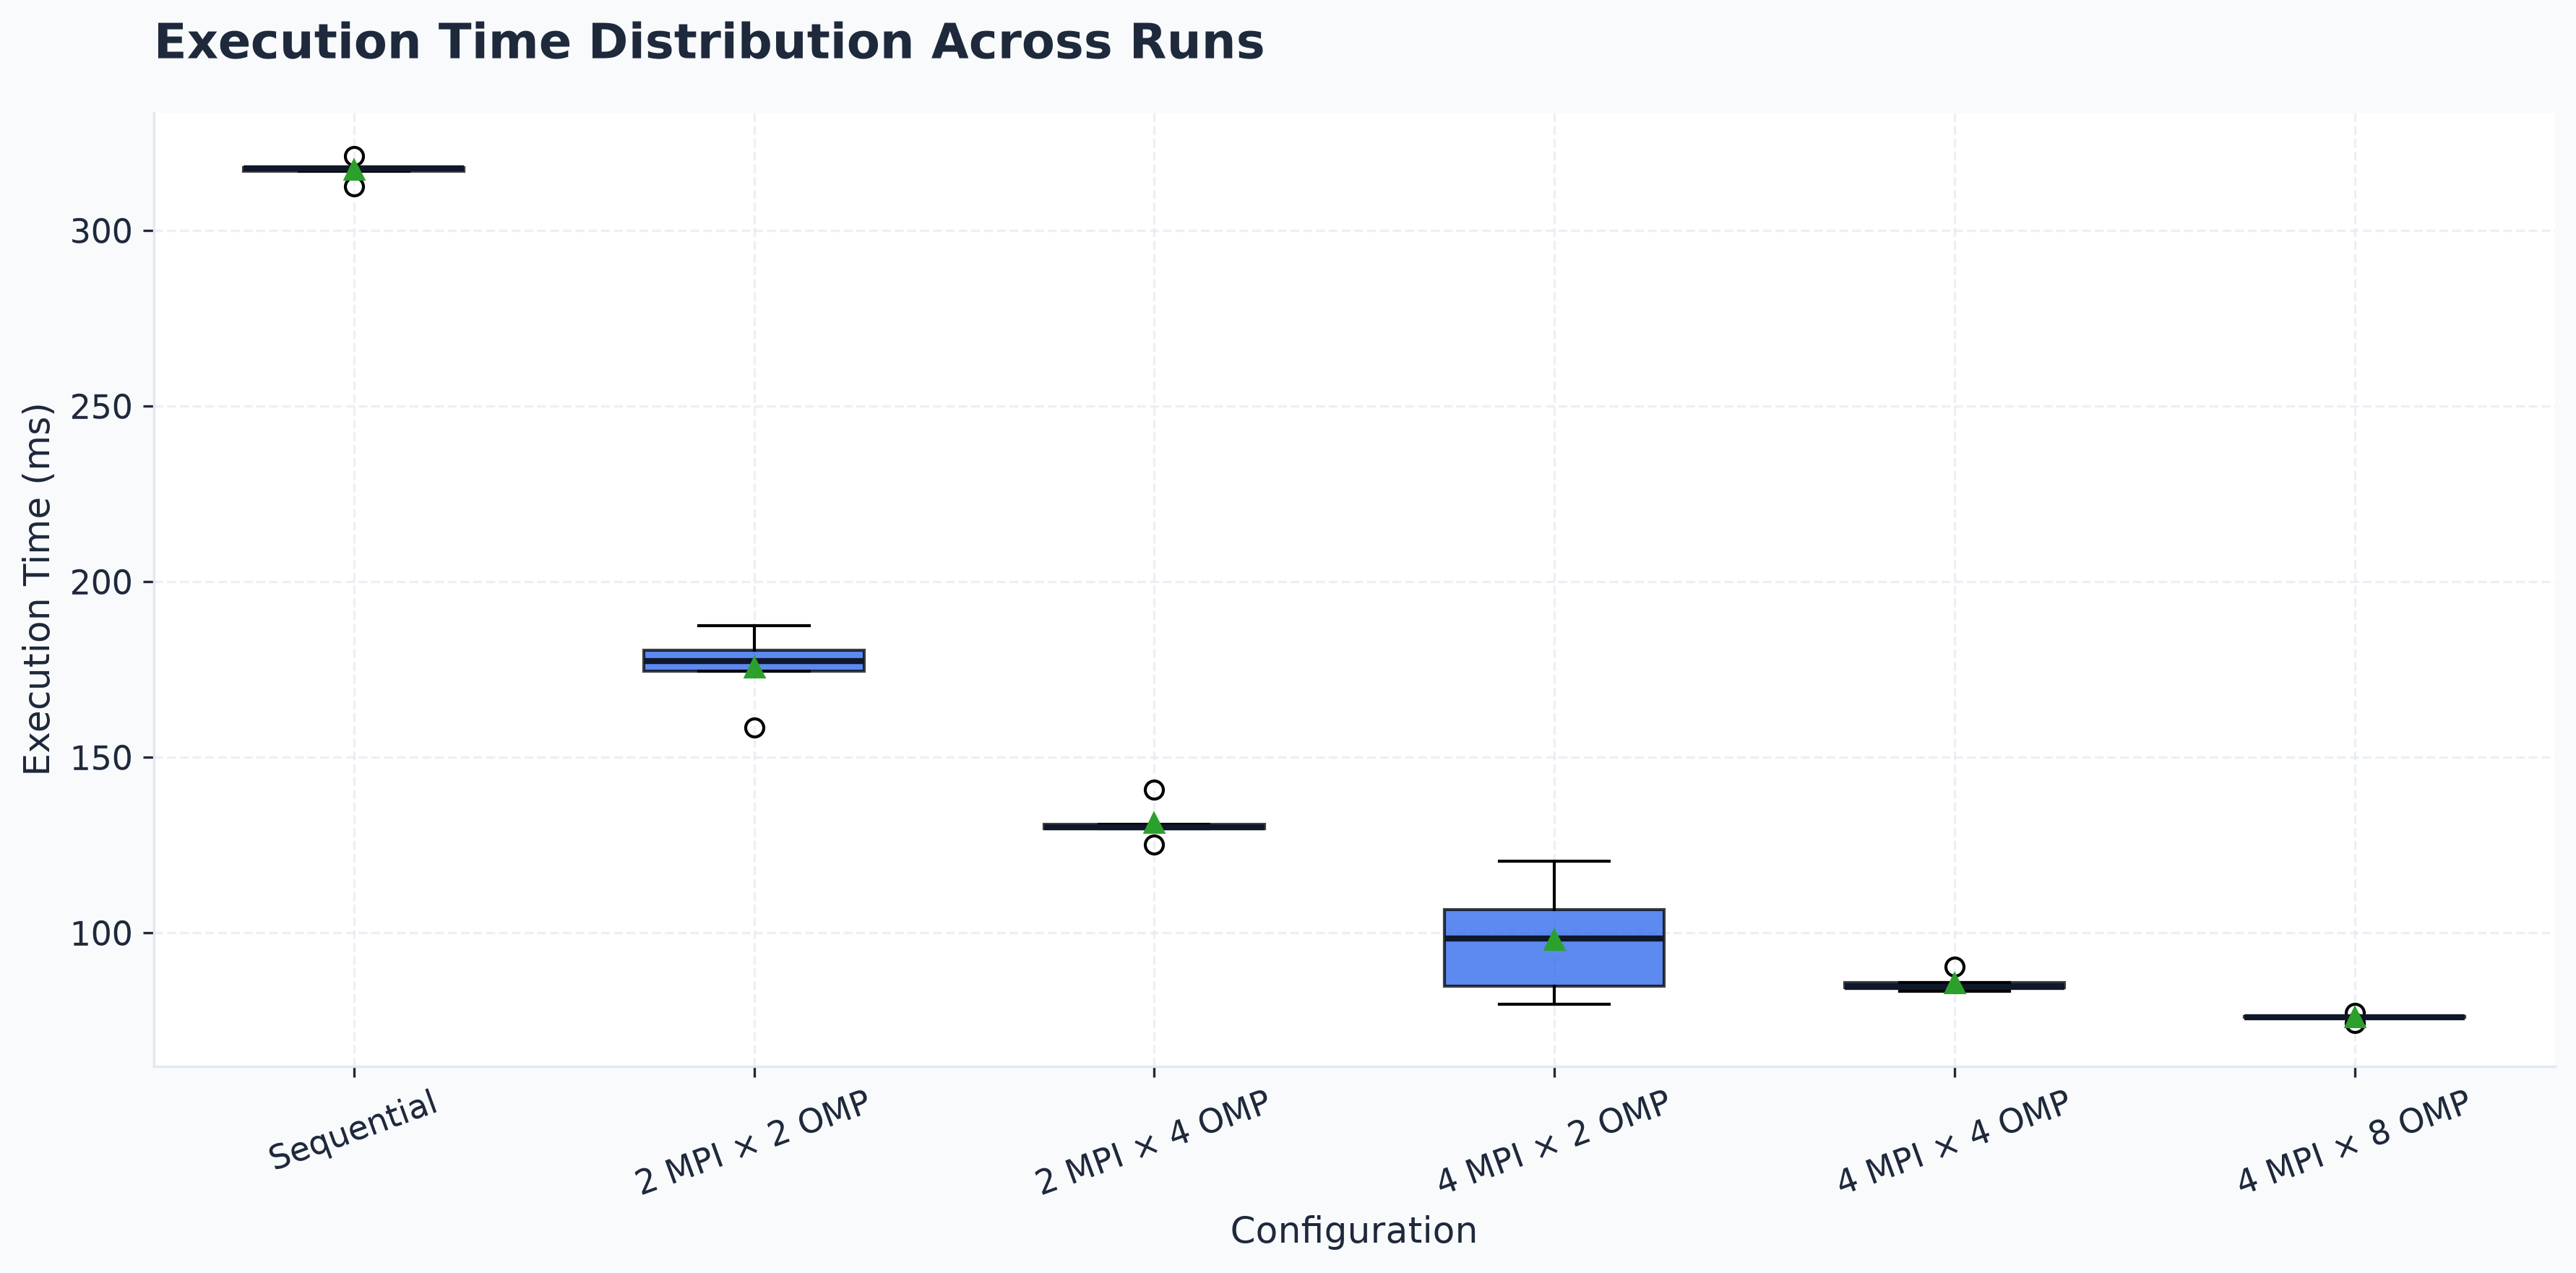 Execution Time Distribution Across Runs
Execution Time (ms)
300
250
200
150
100
Sequential
2 MPI × 2 OMP
2 MPI × 4 OMP
4 MPI × 2 OMP
4 MPI × 4 OMP
4 MPI × 8 OMP
Configuration